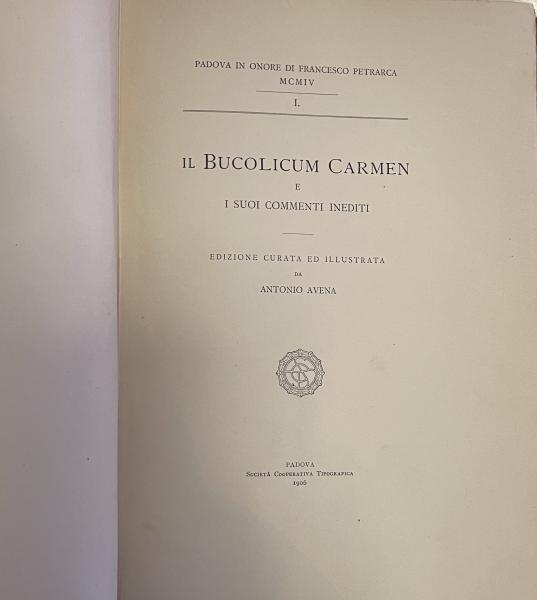 PADOVA IN ONORE DI FRANCESCO PETRARCA
MCMIV
I.
IL BUCOLICUM CARMEN
E
I SUOI COMMENTI INEDITI
EDIZIONE CURATA ED ILLUSTRATA
DA
ANTONIO AVENA
PADOVA
SOCIETÀ COOPERATIVA TIPOGRAFICA
1906